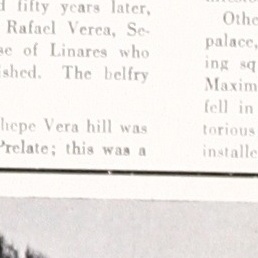 fifty years later,
Rafael Verea, Se-
se of Linares who
ished. The belfry
hepe Vera hill was
Prelate; this was a
Othe
palace,
ing sq
Maxim
fell in
torious
installe